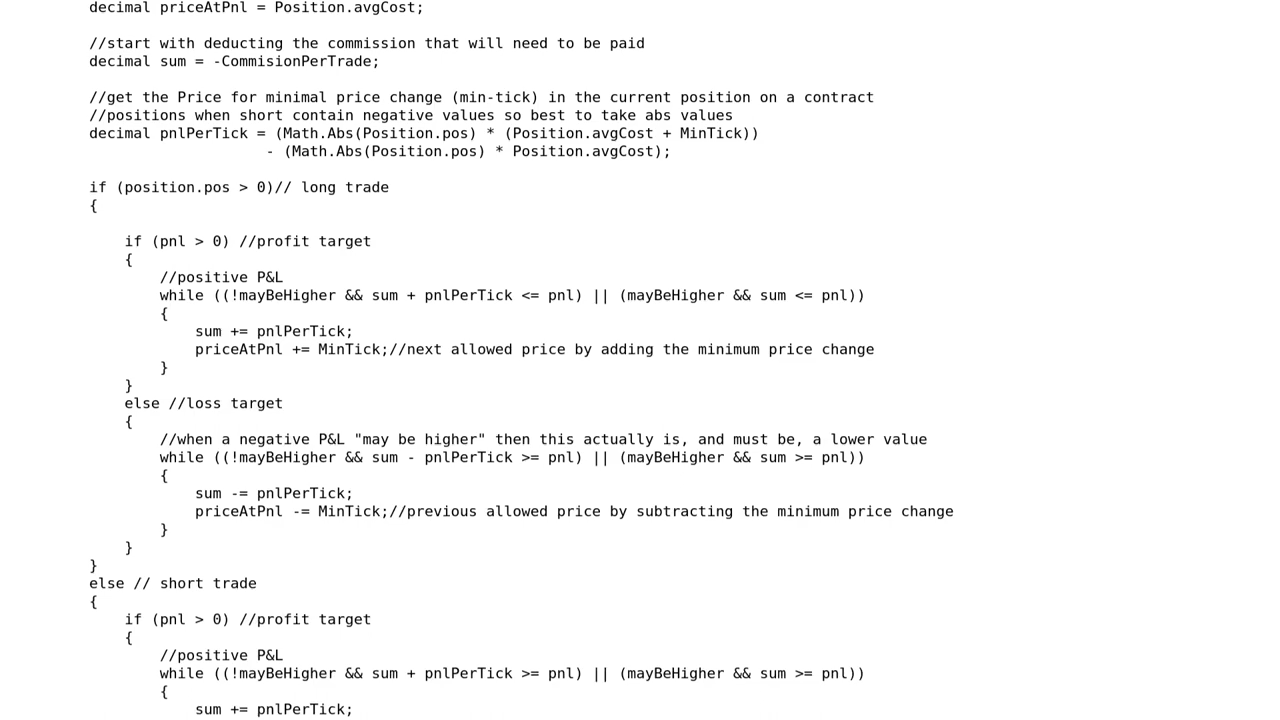 decimal priceAtPnl = Position.avgCost;
//start with deducting the commission that will need to be paid
decimal sum = -CommisionPerTrade;
//get the Price for minimal price change (min-tick) in the current position on a contract
//positions when short contain negative values so best to take abs values
decimal pnlPerTick = (Math.Abs(Position.pos) * (Position.avgCost + MinTick))
- (Math.Abs(Position.pos) * Position.avgCost);
if (position.pos > 0)// long trade
{
if (pnl > 0) //profit target
{
//positive P&L
while ((!mayBeHigher && sum + pnlPerTick <= pnl) || (mayBeHigher && sum <= pnl))
{
sum += pnlPerTick;
priceAtPnl += MinTick;//next allowed price by adding the minimum price change
}
}
else //loss target
{
//when a negative P&L "may be higher" then this actually is, and must be, a lower value
while ((!mayBeHigher && sum - pnlPerTick >= pnl) || (mayBeHigher && sum >= pnl))
{
sum -= pnlPerTick;
priceAtPnl -= MinTick;//previous allowed price by subtracting the minimum price change
}
}
}
else // short trade
{
if (pnl > 0) //profit target
{
//positive P&L
while ((!mayBeHigher && sum + pnlPerTick >= pnl) || (mayBeHigher && sum >= pnl))
{
sum += pnlPerTick;